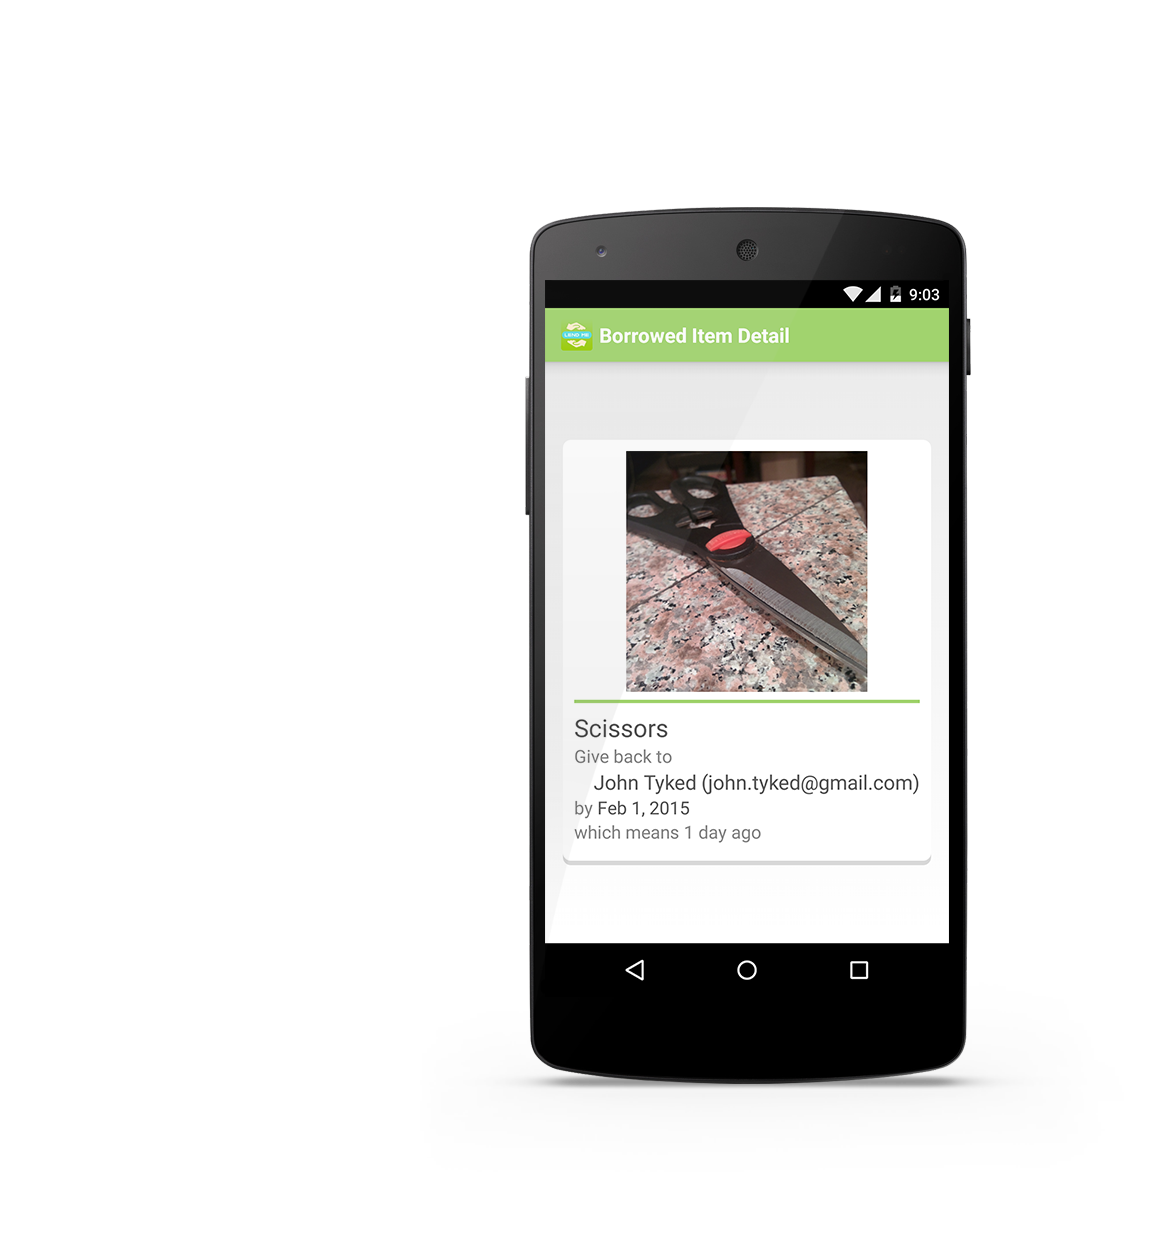 9:03
LEND ME
Borrowed Item Detail
Scissors
Give back to
John Tyked (john.tyked@gmail.com)
by Feb 1, 2015
which means 1 day ago